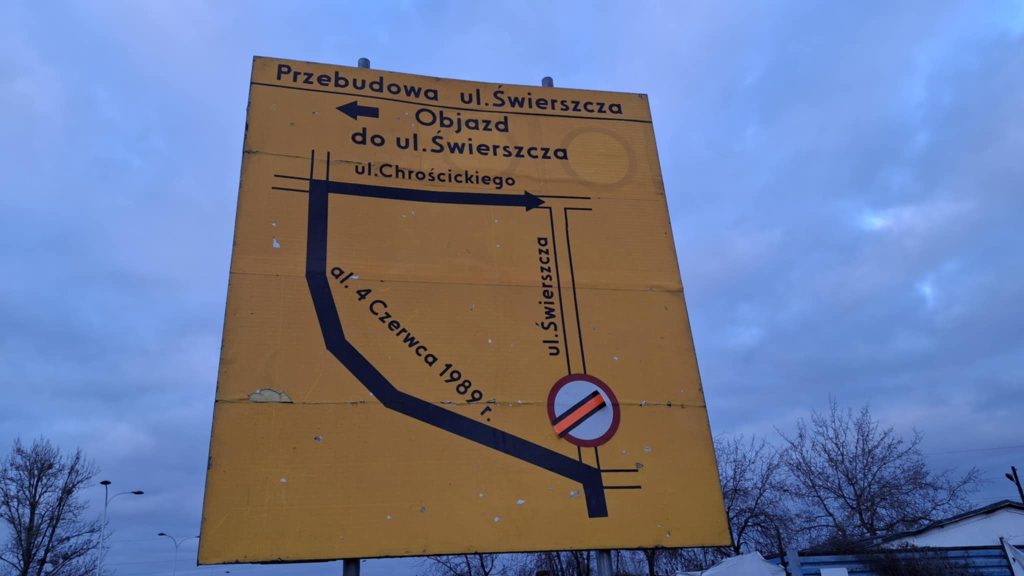 Przebudowa ul.Świerszcza
Objazd
do ul.Świerszcza
ul.Chrościckiego
ul.Świerszcza
al. 4 Czerwca 1989 r.